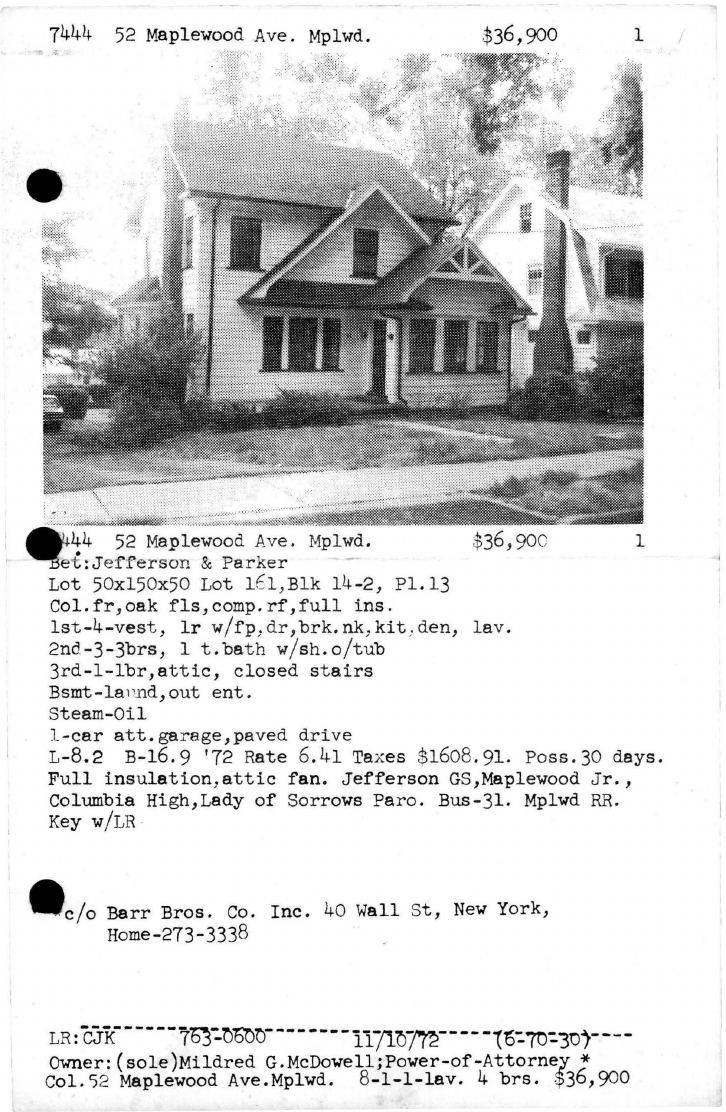 7444 52 Maplewood Ave. Mplwd. $36,900 1
444 52 Maplewood Ave. Mplwd. $36,900 1
Bet:Jefferson & Parker
Lot 50x150x50 Lot 161,Blk 14-2, Pl.13
Col.fr,oak fls,comp.rf,full ins.
1st-4-vest, lr w/fp,dr,brk.nk,kit,den, lav.
2nd-3-3brs, 1 t.bath w/sh.o/tub
3rd-1-1br,attic, closed stairs
Bsmt-laund,out ent.
Steam-Oil
1-car att.garage,paved drive
L-8.2 B-16.9 '72 Rate 6.41 Taxes $1608.91. Poss.30 days.
Full insulation,attic fan. Jefferson GS,Maplewood Jr.,
Columbia High,Lady of Sorrows Paro. Bus-31. Mplwd RR.
Key w/LR
*c/o Barr Bros. Co. Inc. 40 Wall St, New York,
Home-273-3338
LR:CJK 763-0600 11/10/72 (6-70-30)
Owner:(sole)Mildred G.McDowell;Power-of-Attorney *
Col.52 Maplewood Ave.Mplwd. 8-1-1-lav. 4 brs. $36,900